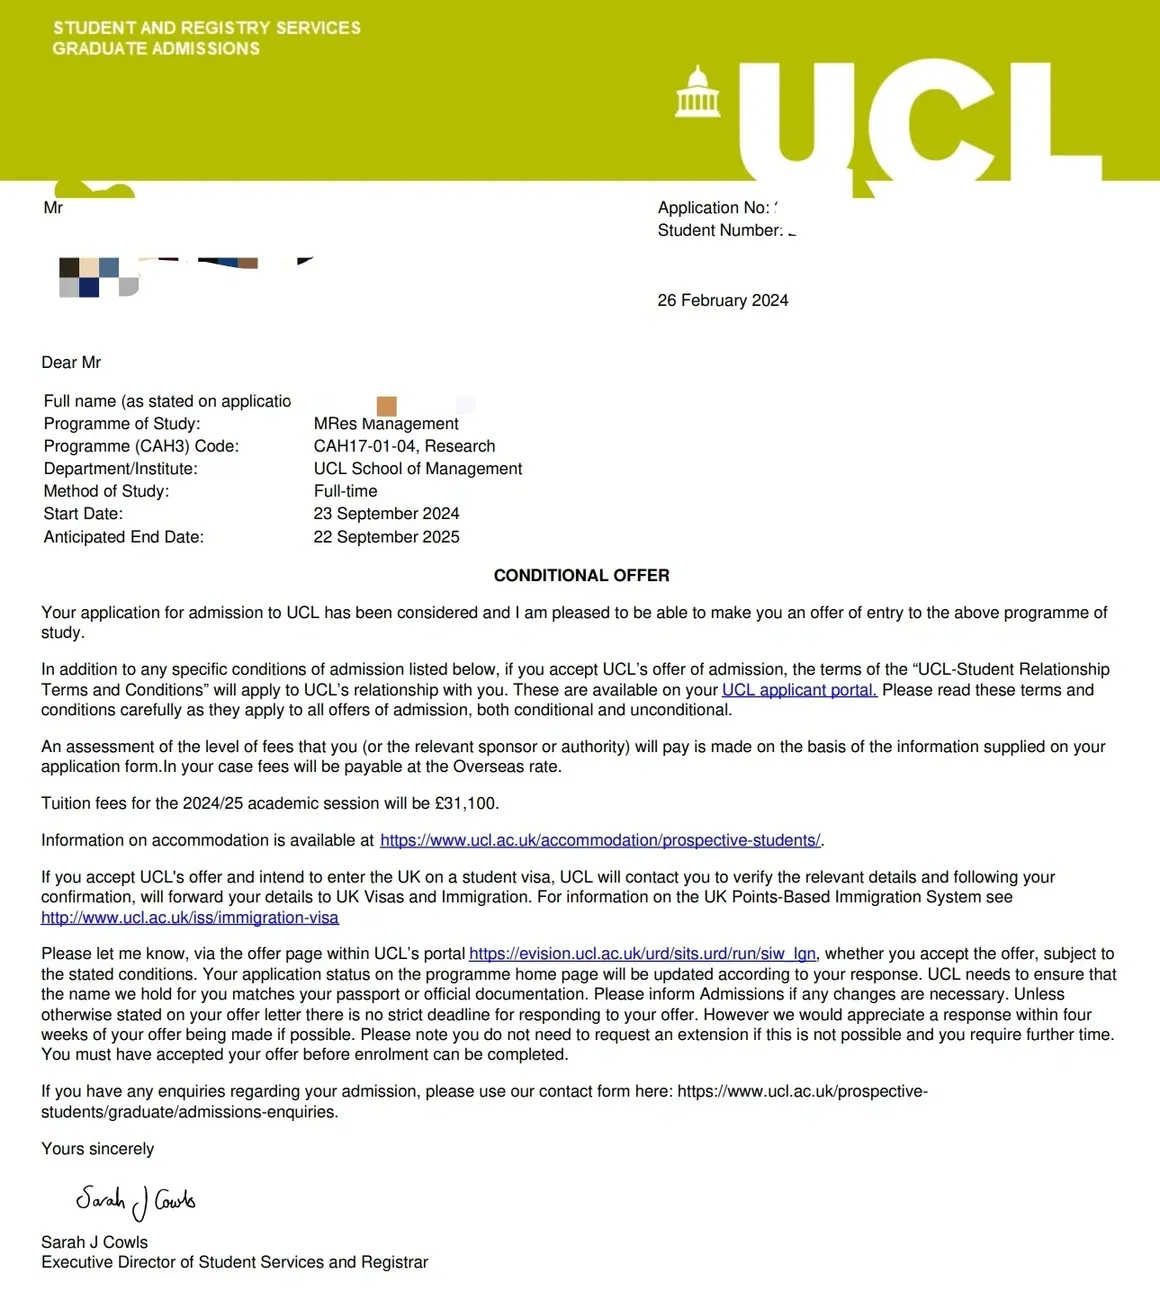 STUDENT AND REGISTRY SERVICES
GRADUATE ADMISSIONS
UCL
Mr
Application No:
Student Number:
26 February 2024
Dear Mr
Full name (as stated on applicatio
Programme of Study: MRes Management
Programme (CAH3) Code: CAH17-01-04, Research
Department/Institute: UCL School of Management
Method of Study: Full-time
Start Date: 23 September 2024
Anticipated End Date: 22 September 2025
CONDITIONAL OFFER
Your application for admission to UCL has been considered and I am pleased to be able to make you an offer of entry to the above programme of
study.
In addition to any specific conditions of admission listed below, if you accept UCL's offer of admission, the terms of the “UCL-Student Relationship
Terms and Conditions” will apply to UCL's relationship with you. These are available on your UCL applicant portal. Please read these terms and
conditions carefully as they apply to all offers of admission, both conditional and unconditional.
An assessment of the level of fees that you (or the relevant sponsor or authority) will pay is made on the basis of the information supplied on your
application form.In your case fees will be payable at the Overseas rate.
Tuition fees for the 2024/25 academic session will be £31,100.
Information on accommodation is available at https://www.ucl.ac.uk/accommodation/prospective-students/.
If you accept UCL's offer and intend to enter the UK on a student visa, UCL will contact you to verify the relevant details and following your
confirmation, will forward your details to UK Visas and Immigration. For information on the UK Points-Based Immigration System see
http://www.ucl.ac.uk/iss/immigration-visa
Please let me know, via the offer page within UCL's portal https://evision.ucl.ac.uk/urd/sits.urd/run/siw_lgn, whether you accept the offer, subject to
the stated conditions. Your application status on the programme home page will be updated according to your response. UCL needs to ensure that
the name we hold for you matches your passport or official documentation. Please inform Admissions if any changes are necessary. Unless
otherwise stated on your offer letter there is no strict deadline for responding to your offer. However we would appreciate a response within four
weeks of your offer being made if possible. Please note you do not need to request an extension if this is not possible and you require further time.
You must have accepted your offer before enrolment can be completed.
If you have any enquiries regarding your admission, please use our contact form here: https://www.ucl.ac.uk/prospective-
students/graduate/admissions-enquiries.
Yours sincerely
Sarah J Cowls
Sarah J Cowls
Executive Director of Student Services and Registrar